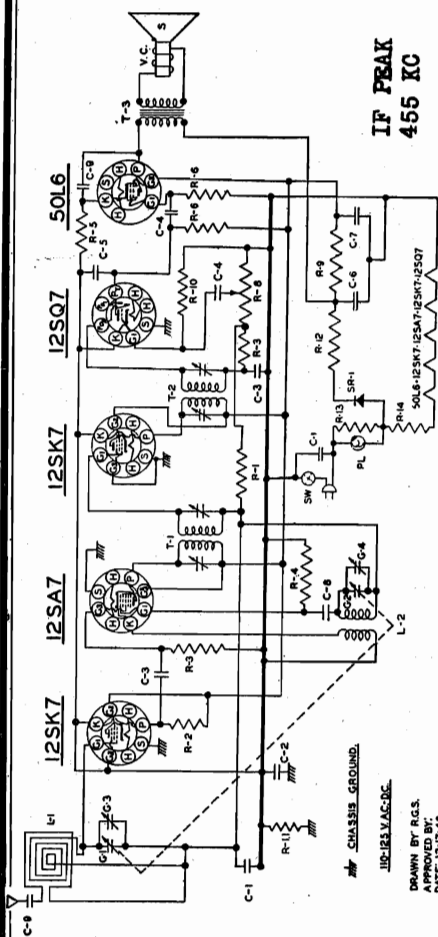 12SK7
12SA7
12SK7
12SQ7
50L6
C-9
L-1
G-1
G-3
C-1
R-11
C-2
R-2
C-3
R-3
T-1
R-4
C-8
G-2
G-4
L-2
R-1
T-2
C-3
R-3
R-8
C-4
R-10
C-5
R-5
C-9
C-4
R-6
R-6
T-3
V.C.
S
SW
C-1
PL
R-13
R-14
SR-1
R-12
C-6
R-9
C-7
50L6-12SK7-12SA7-12SK7-12SQ7
IF PEAK
455 KC
CHASSIS GROUND.
110-125 V. A.C.-D.C.
DRAWN BY R.G.S.
APPROVED BY: